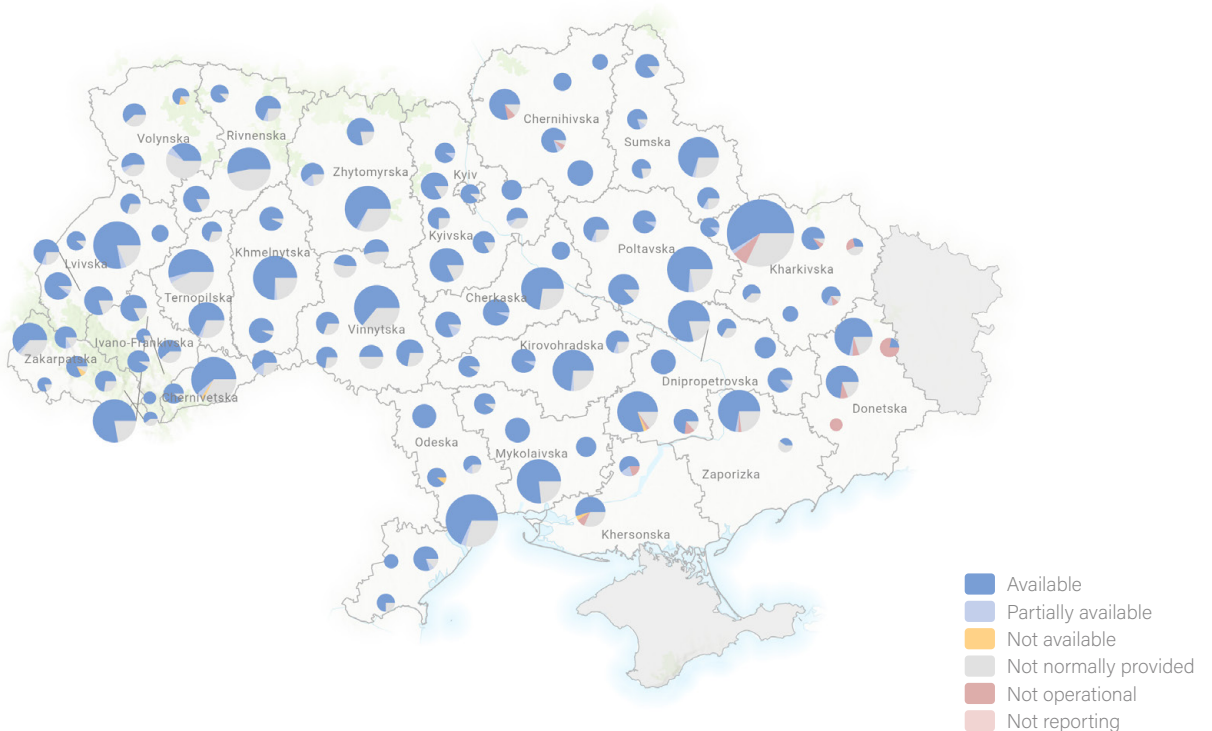 Chernihivska
Volynska
Rivnenska
Sumska
Zhytomyrska
Kyiv
Kyivska
Poltavska
Khmelnytska
Lvivska
Kharkivska
Ternopilska
Cherkaska
Vinnytska
Ivano-Frankivska
Kirovohradska
Zakarpatska
Dnipropetrovska
Chernivetska
Donetska
Odeska
Mykolaivska
Zaporizka
Khersonska
Available
Partially available
Not available
Not normally provided
Not operational
Not reporting